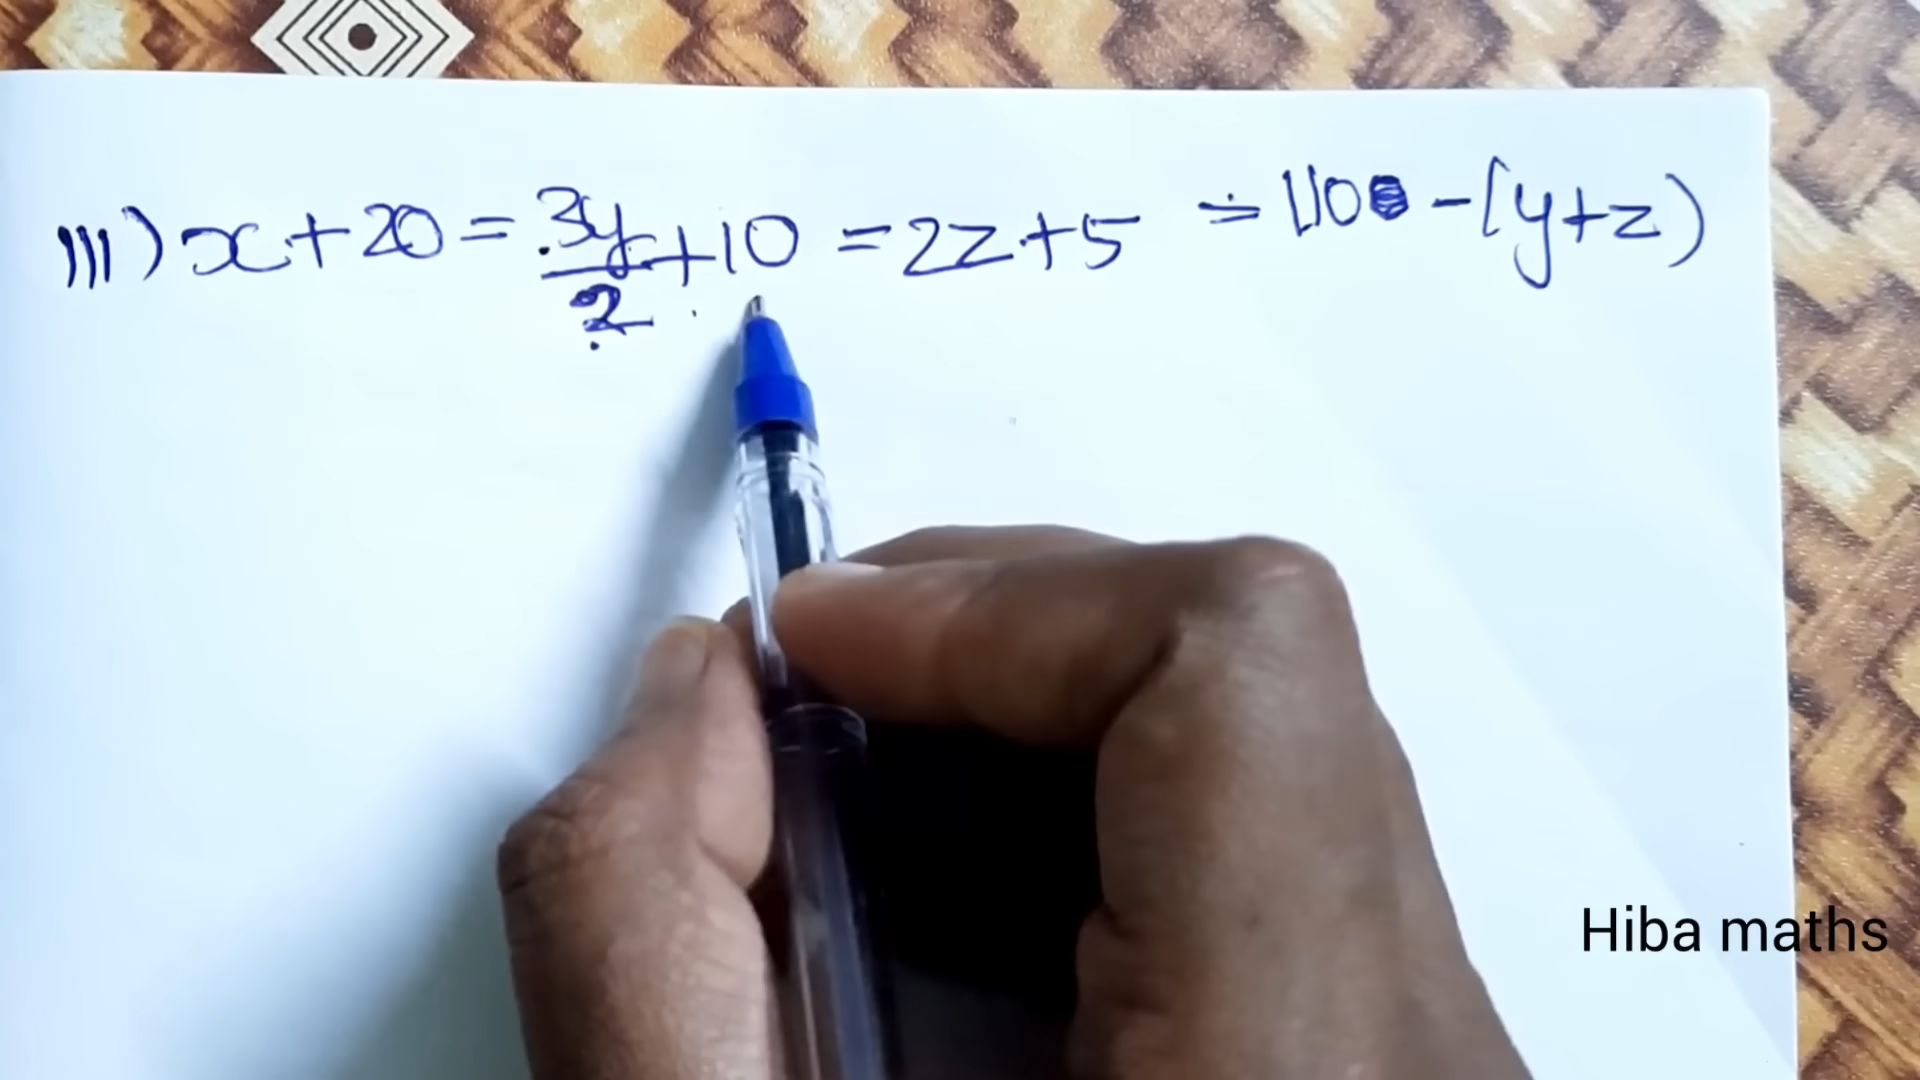 III) x+20 = 3y/2 +10 = 2z+5 = 110 -(y+z)
Hiba maths